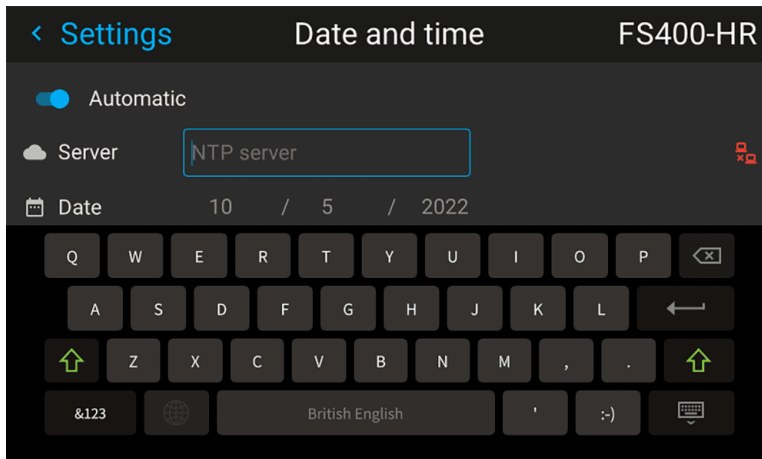 Settings Date and time FS400-HR
Automatic
Server NTP server
Date 10 / 5 / 2022
Q W E R T Y U I O P
A S D F G H J K L
Z X C V B N M , .
&123 British English ' :-)